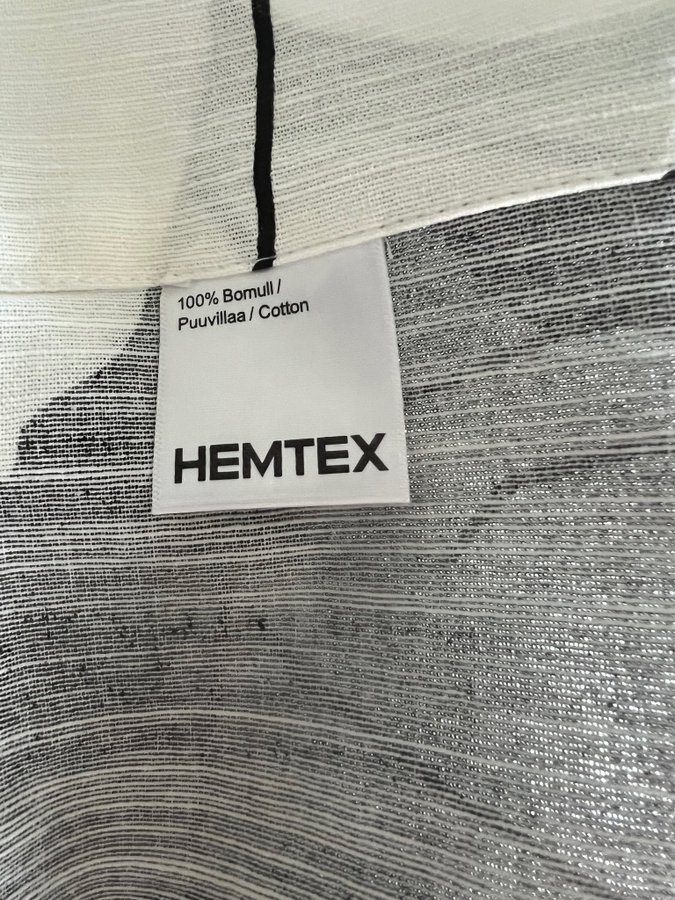 100% Bomull /
Puuvillaa / Cotton
HEMTEX